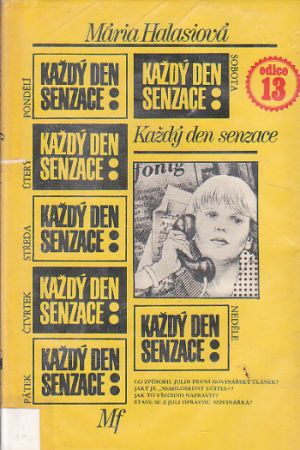 Mária Halasiová
PONDĚLÍ
KAŽDÝ DEN
SENZACE:
KAŽDÝ DEN
SENZACE:
SOBOTA
edice
13
ÚTERÝ
KAŽDÝ DEN
SENZACE:
Každý den senzace
STŘEDA
KAŽDÝ DEN
SENZACE:
ČTVRTEK
KAŽDÝ DEN
SENZACE:
NEDĚLE
KAŽDÝ DEN
SENZACE:
PÁTEK
KAŽDÝ DEN
SENZACE:
CO ZPŮSOBIL JULIN PRVNÍ NOVINÁŘSKÝ ČLÁNEK?
JAKÝ JE „NEMILOSRDNÝ UČITEL“?
JAK TO VŠECHNO NAPRAVIT?
STANE SE Z JULI OPRAVDU NOVINÁŘKA?
Mf